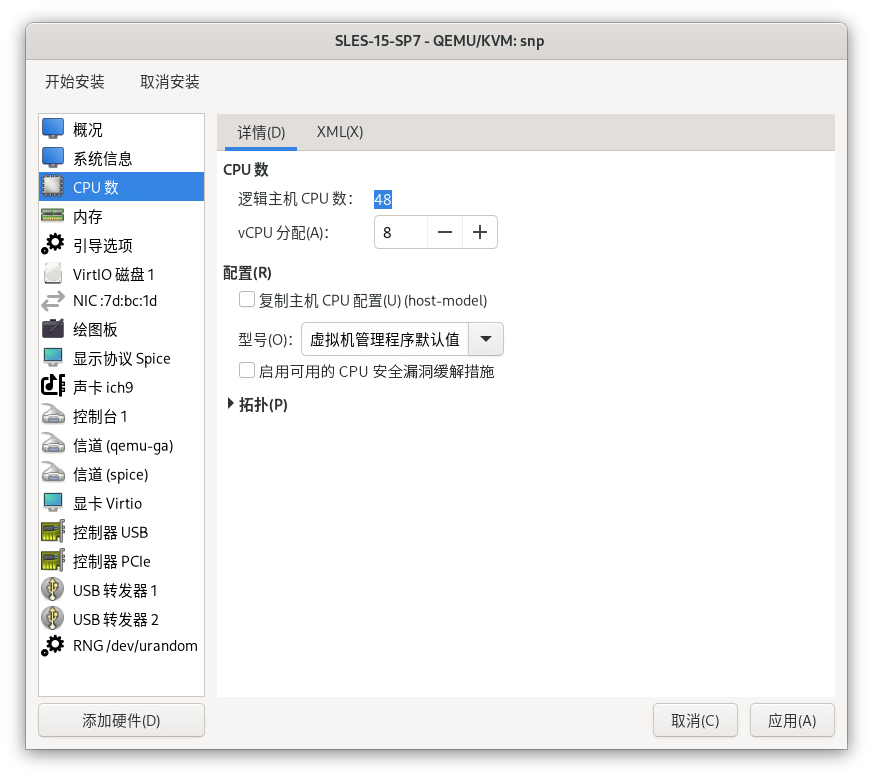 SLES-15-SP7 - QEMU/KVM: snp
开始安装 取消安装
概况
系统信息
CPU 数
内存
引导选项
VirtIO 磁盘 1
NIC :7d:bc:1d
绘图板
显示协议 Spice
声卡 ich9
控制台 1
信道 (qemu-ga)
信道 (spice)
显卡 Virtio
控制器 USB
控制器 PCIe
USB 转发器 1
USB 转发器 2
RNG /dev/urandom
添加硬件(D)
详情(D) XML(X)
CPU 数
逻辑主机 CPU 数： 48
vCPU 分配(A)： 8
配置(R)
复制主机 CPU 配置(U) (host-model)
型号(O)： 虚拟机管理程序默认值
启用可用的 CPU 安全漏洞缓解措施
拓扑(P)
取消(C) 应用(A)